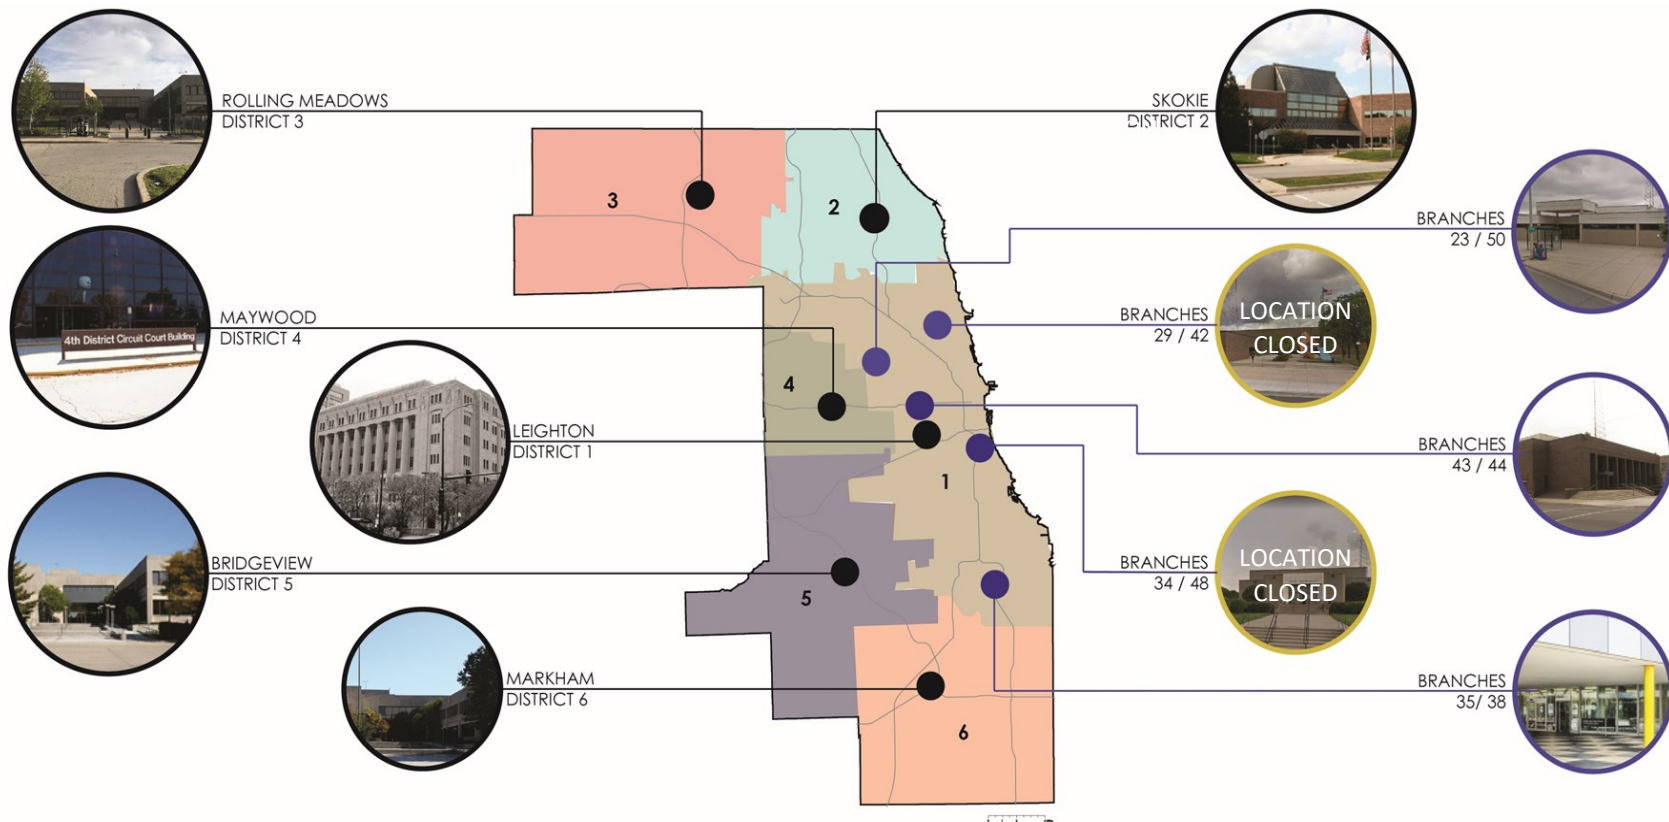 ROLLING MEADOWS
DISTRICT 3
SKOKIE
DISTRICT 2
3
2
BRANCHES
23 / 50
MAYWOOD
DISTRICT 4
4th District Circuit Court Building
BRANCHES
29 / 42
LOCATION
CLOSED
4
LEIGHTON
DISTRICT 1
BRANCHES
43 / 44
1
BRIDGEVIEW
DISTRICT 5
BRANCHES
34 / 48
LOCATION
CLOSED
5
MARKHAM
DISTRICT 6
BRANCHES
35/ 38
6